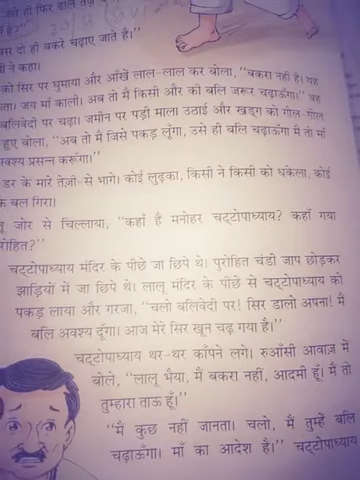 जैसे ही फिर ढोल तेज़
है?"
स दो ही बकरे चढ़ाए जाते हैं।"
ने कहा।
को सिर पर घुमाया और आँखें लाल-लाल कर बोला, "बकरा नहीं है। यह
ता। जय माँ काली। अब तो मैं किसी और की बलि जरूर चढ़ाऊँगा।" वह
बलिवेदी पर चढ़ा। जमीन पर पड़ी माला उठाई और खड्ग को गोल-गोल
हुए बोला, "अब तो मैं जिसे पकड़ लूँगा, उसे ही बलि चढ़ाऊँगा मैं तो माँ
वश्य प्रसन्न करूँगा।"
डर के मारे तेज़ी-से भागे। कोई लुढ़का, किसी ने किसी को धकेला, कोई
के बल गिरा।
जोर से चिल्लाया, "कहाँ है मनोहर चट्टोपाध्याय? कहाँ गया
रोहित?"
चट्टोपाध्याय मंदिर के पीछे जा छिपे थे। पुरोहित चंडी जाप छोड़कर
झाड़ियों में जा छिपे थे। लालू मंदिर के पीछे से चट्टोपाध्याय को
पकड़ लाया और गरजा, "चलो बलिवेदी पर! सिर डालो अपना! मैं
बलि अवश्य दूँगा। आज मेरे सिर खून चढ़ गया है।"
चट्टोपाध्याय थर-थर काँपने लगे। रुआँसी आवाज़ में
बोले, "लालू भैया, मैं बकरा नहीं, आदमी हूँ। मैं तो
तुम्हारा ताऊ हूँ।"
"मैं कुछ नहीं जानता। चलो, मैं तुम्हें बलि
चढ़ाऊँगा। माँ का आदेश है।" चट्टोपाध्याय